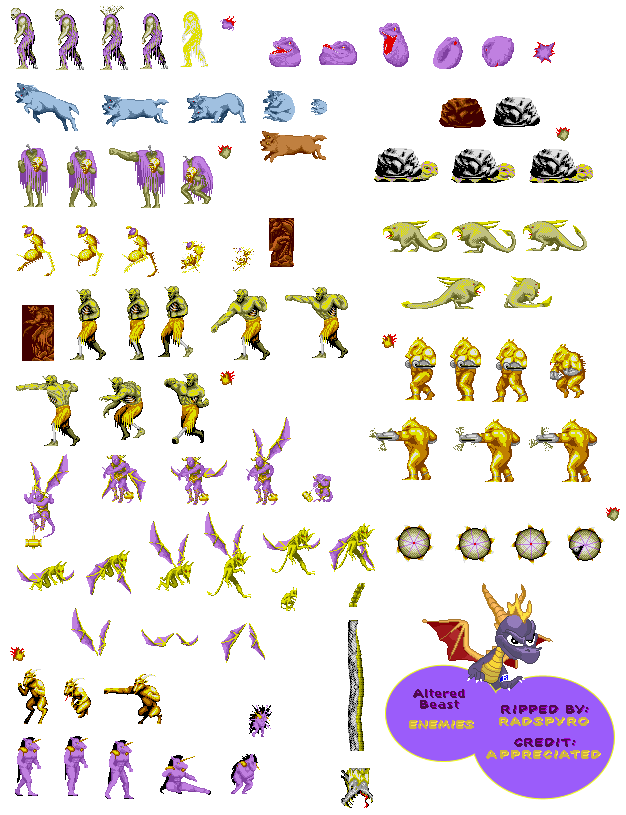 Altered
Beast
ENEMIES
RIPPED BY:
RADSPYRO
CREDIT:
APPRECIATED